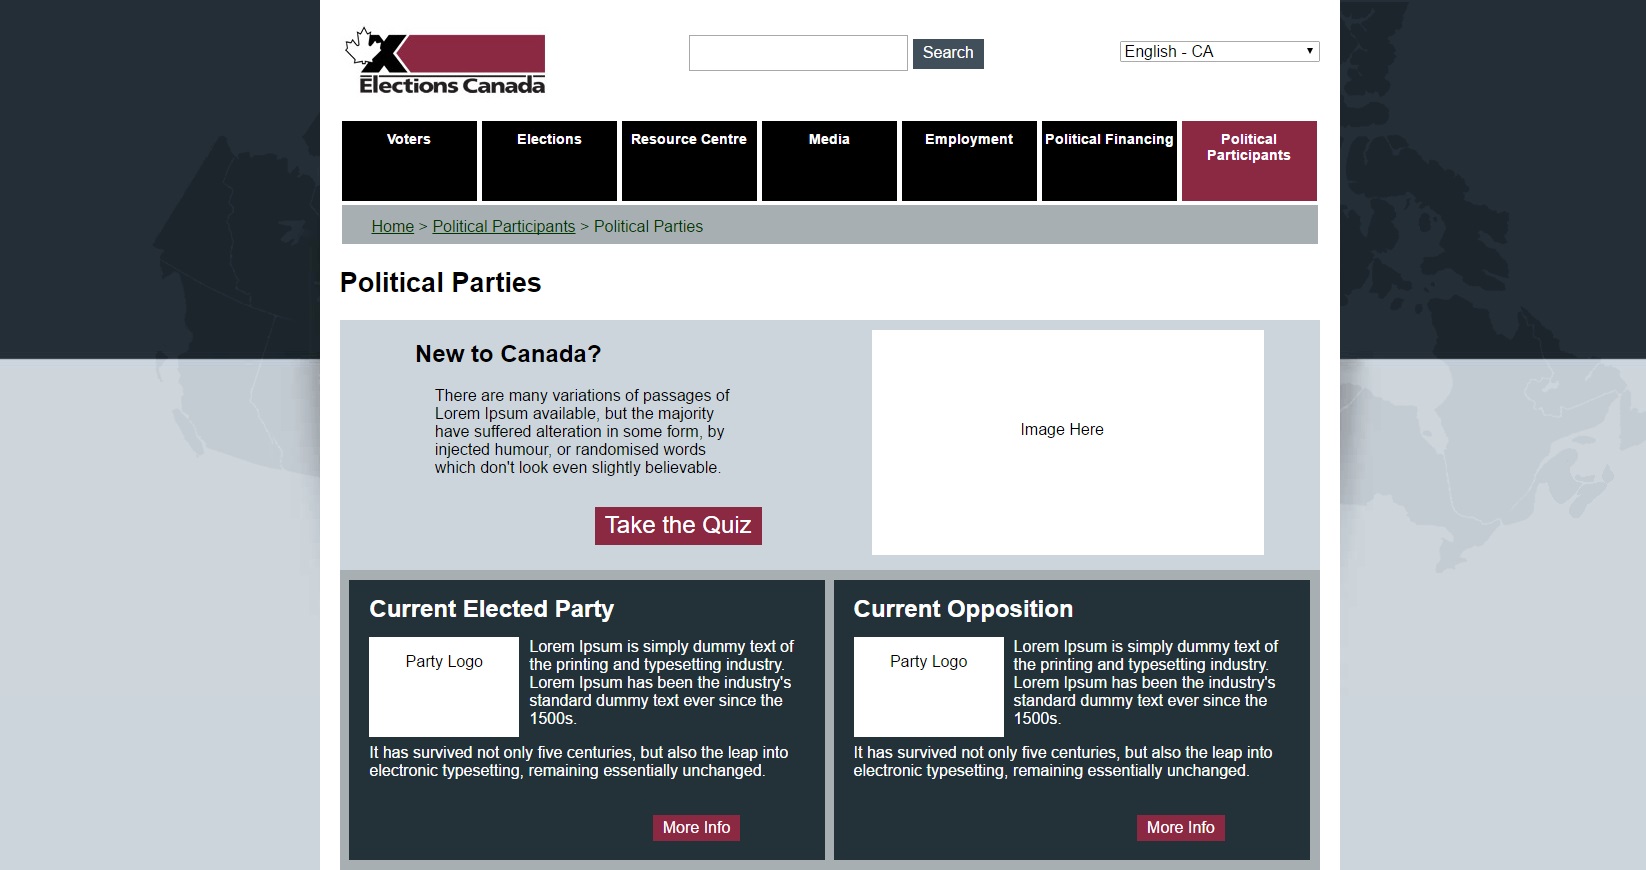 Elections Canada
Search
English - CA
Voters
Elections
Resource Centre
Media
Employment
Political Financing
Political
Participants
Home > Political Participants > Political Parties
Political Parties
New to Canada?
There are many variations of passages of
Lorem Ipsum available, but the majority
have suffered alteration in some form, by
injected humour, or randomised words
which don't look even slightly believable.
Take the Quiz
Image Here
Current Elected Party
Party Logo
Lorem Ipsum is simply dummy text of
the printing and typesetting industry.
Lorem Ipsum has been the industry's
standard dummy text ever since the
1500s.
It has survived not only five centuries, but also the leap into
electronic typesetting, remaining essentially unchanged.
More Info
Current Opposition
Party Logo
Lorem Ipsum is simply dummy text of
the printing and typesetting industry.
Lorem Ipsum has been the industry's
standard dummy text ever since the
1500s.
It has survived not only five centuries, but also the leap into
electronic typesetting, remaining essentially unchanged.
More Info